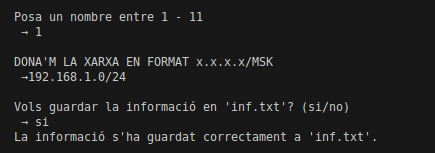 Posa un nombre entre 1 - 11
→ 1
DONA'M LA XARXA EN FORMAT x.x.x.x/MSK
→192.168.1.0/24
Vols guardar la informació en 'inf.txt'? (si/no)
→ si
La informació s'ha guardat correctament a 'inf.txt'.